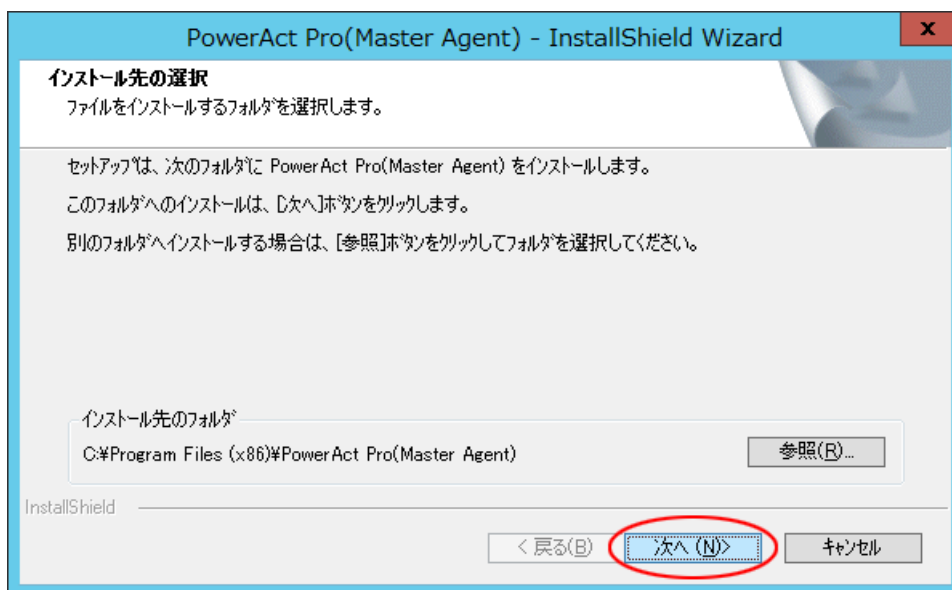 PowerAct Pro(Master Agent) - InstallShield Wizard
x
インストール先の選択
ファイルをインストールするフォルダを選択します。
セットアップは、次のフォルダに PowerAct Pro(Master Agent) をインストールします。
このフォルダへのインストールは、[次へ]ボタンをクリックします。
別のフォルダへインストールする場合は、[参照]ボタンをクリックしてフォルダを選択してください。
インストール先のフォルダ
C:¥Program Files (x86)¥PowerAct Pro(Master Agent)
参照(R)...
InstallShield
< 戻る(B)
次へ (N)>
キャンセル